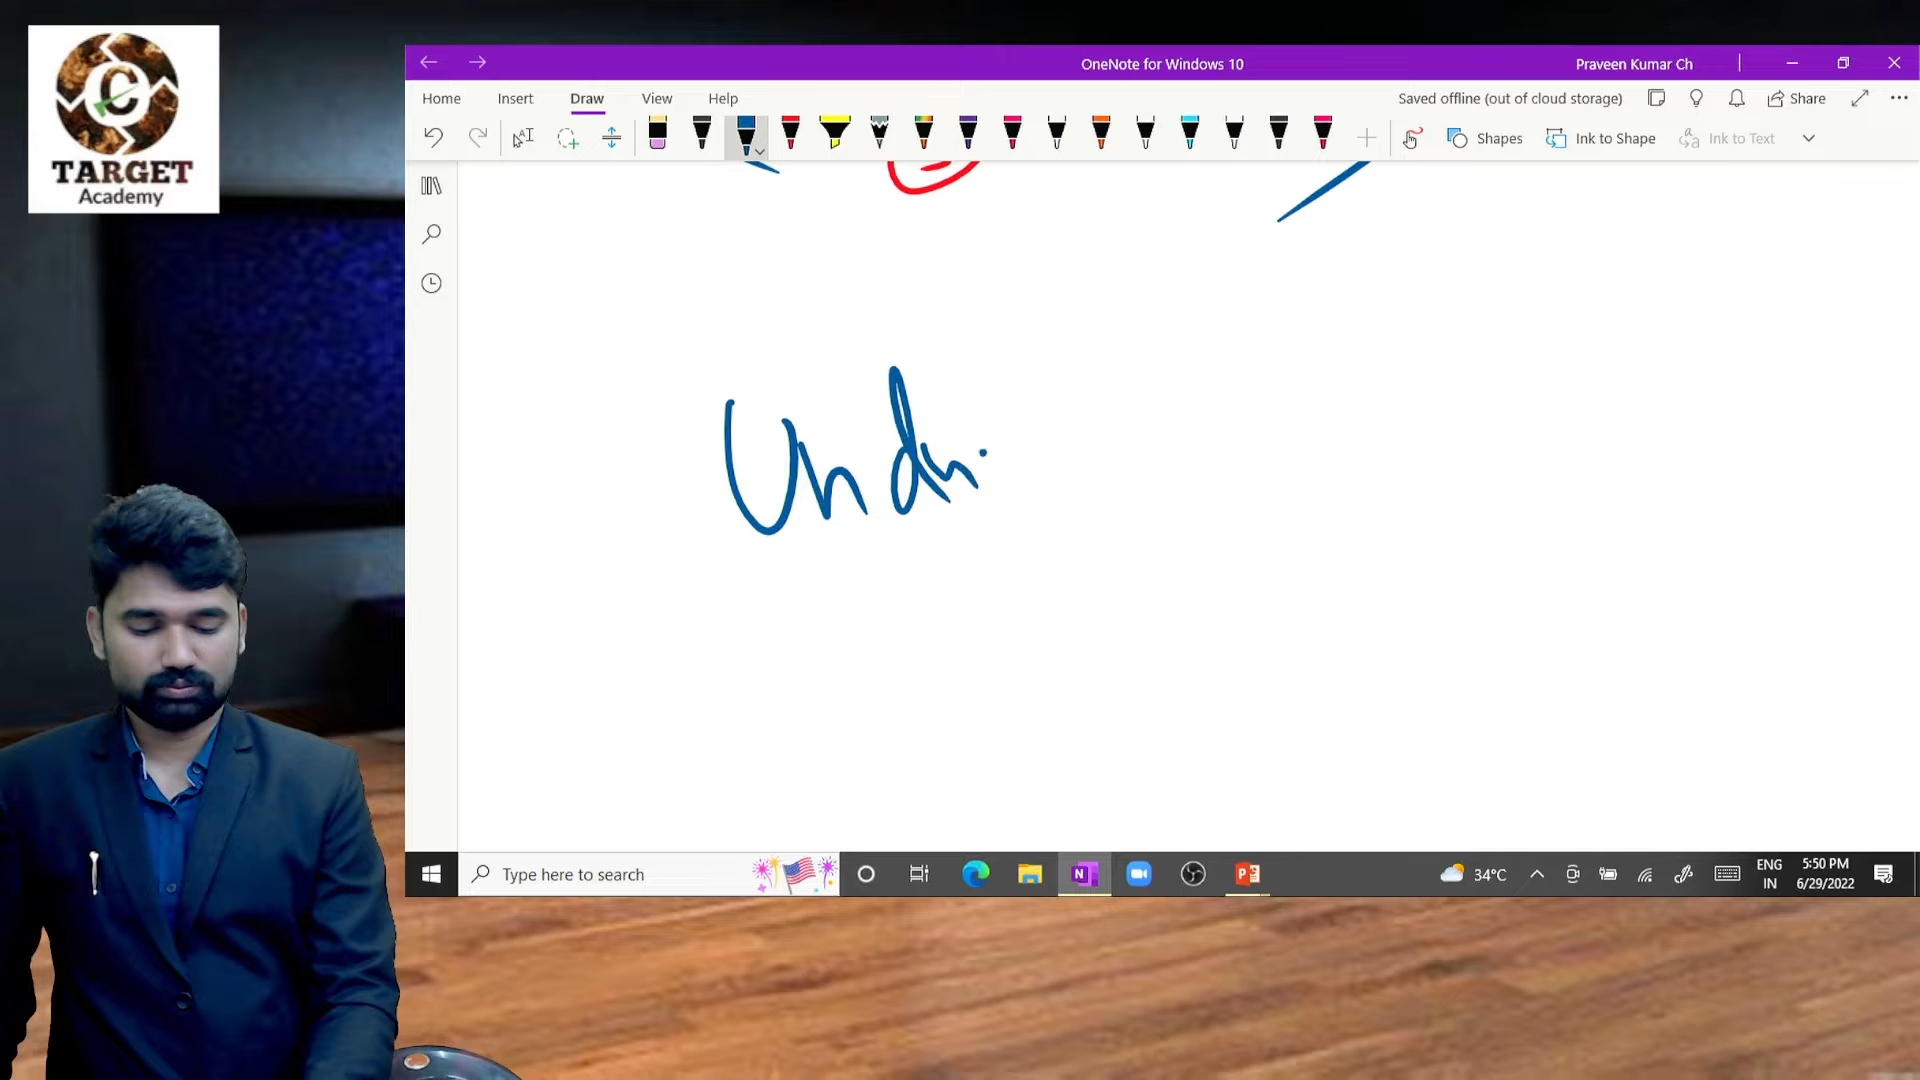 C
TARGET
Academy
OneNote for Windows 10
Praveen Kumar Ch
Home Insert Draw View Help
Saved offline (out of cloud storage)
Share
Shapes
Ink to Shape
Ink to Text
Type here to search
34°C
ENG
IN
5:50 PM
6/29/2022